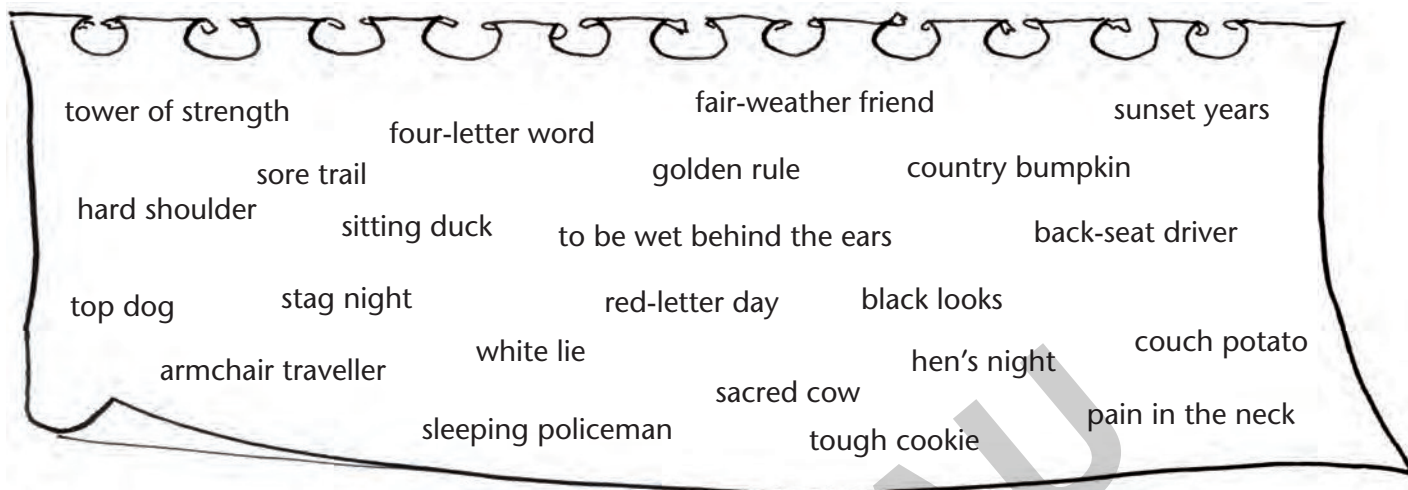 tower of strength
four-letter word
fair-weather friend
sunset years
sore trail
golden rule
country bumpkin
hard shoulder
sitting duck
to be wet behind the ears
back-seat driver
top dog
stag night
red-letter day
black looks
armchair traveller
white lie
hen's night
couch potato
sacred cow
sleeping policeman
tough cookie
pain in the neck